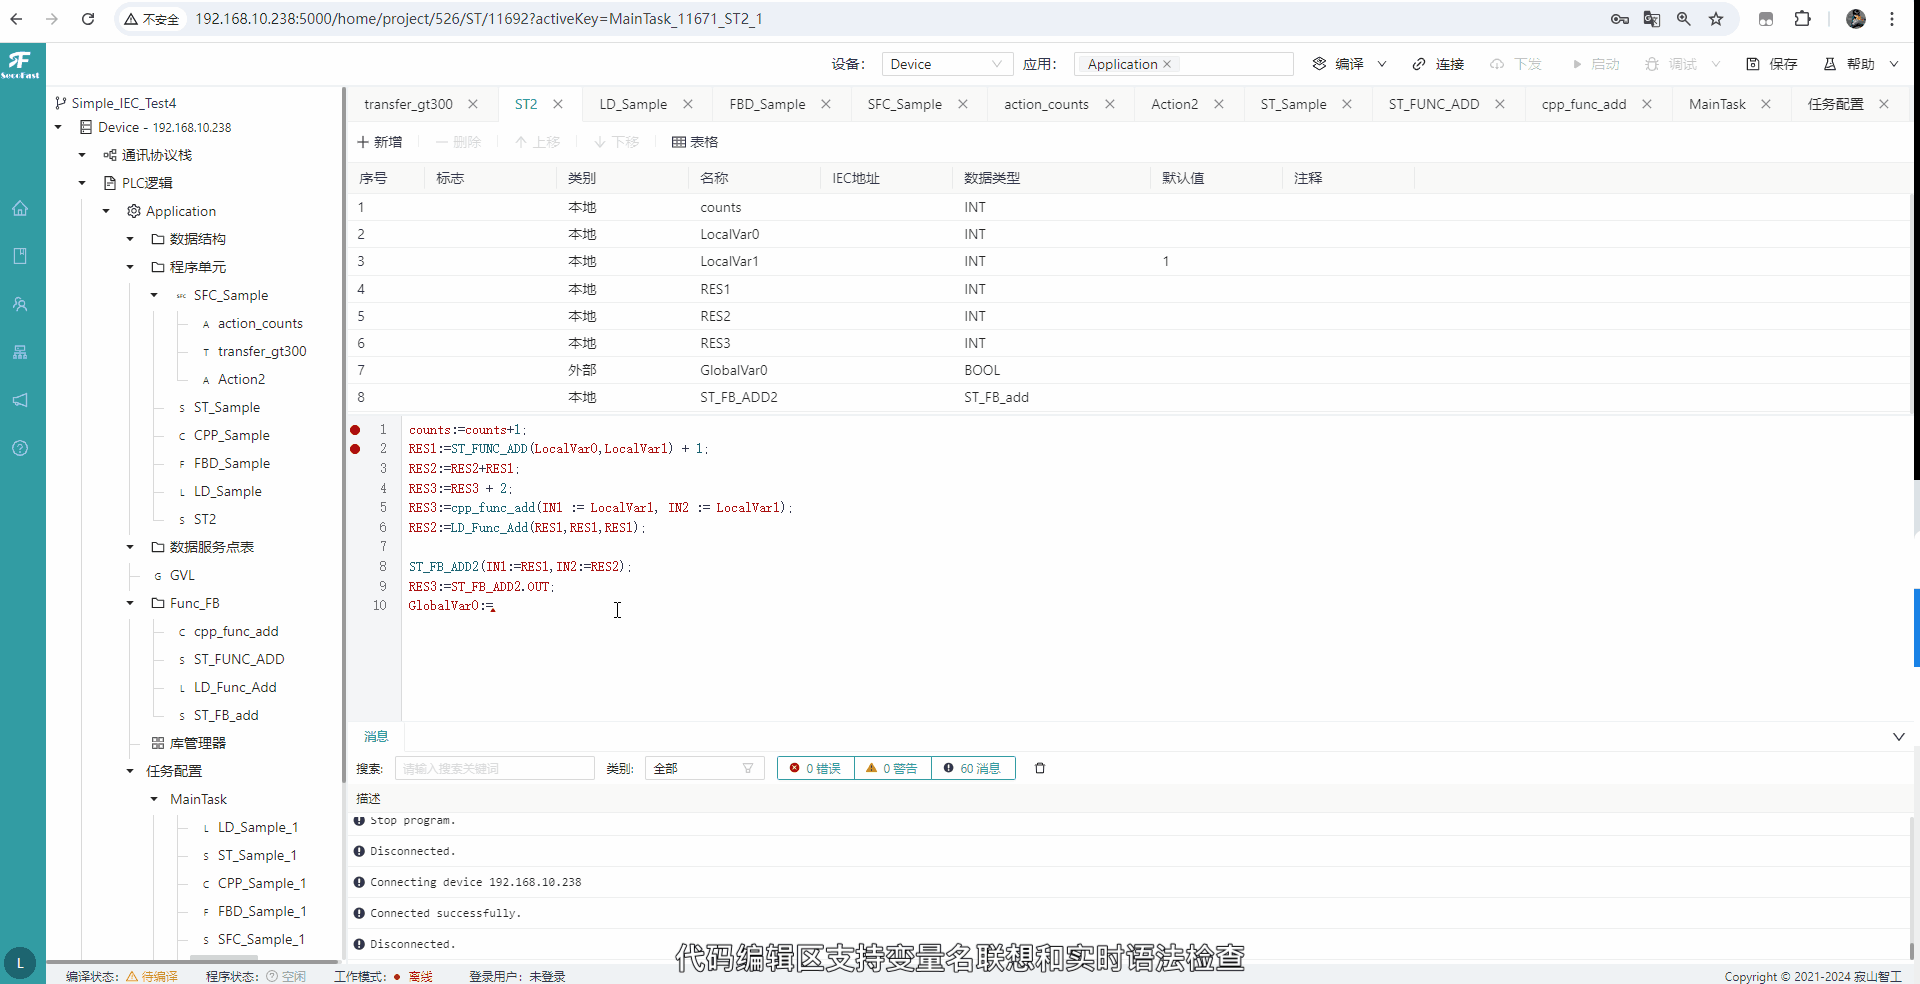 不安全 192.168.10.238:5000/home/project/526/ST/11692?activeKey=MainTask_11671_ST2_1
SF
SecoFast
设备: Device 应用: Application 编译 连接 下发 启动 调试 保存 帮助
Simple_IEC_Test4
Device - 192.168.10.238
通讯协议栈
PLC逻辑
Application
数据结构
程序单元
SFC SFC_Sample
A action_counts
T transfer_gt300
A Action2
S ST_Sample
C CPP_Sample
F FBD_Sample
L LD_Sample
S ST2
数据服务点表
G GVL
Func_FB
C cpp_func_add
S ST_FUNC_ADD
L LD_Func_Add
S ST_FB_add
库管理器
任务配置
MainTask
L LD_Sample_1
S ST_Sample_1
C CPP_Sample_1
F FBD_Sample_1
S SFC_Sample_1
L
transfer_gt300 ST2 LD_Sample FBD_Sample SFC_Sample action_counts Action2 ST_Sample ST_FUNC_ADD cpp_func_add MainTask 任务配置
新增 删除 上移 下移 表格
序号 标志 类别 名称 IEC地址 数据类型 默认值 注释
1 本地 counts INT
2 本地 LocalVar0 INT
3 本地 LocalVar1 INT 1
4 本地 RES1 INT
5 本地 RES2 INT
6 本地 RES3 INT
7 外部 GlobalVar0 BOOL
8 本地 ST_FB_ADD2 ST_FB_add
1 counts:=counts+1;
2 RES1:=ST_FUNC_ADD(LocalVar0,LocalVar1) + 1;
3 RES2:=RES2+RES1;
4 RES3:=RES3 + 2;
5 RES3:=cpp_func_add(IN1 := LocalVar1, IN2 := LocalVar1);
6 RES2:=LD_Func_Add(RES1,RES1,RES1);
7
8 ST_FB_ADD2(IN1:=RES1,IN2:=RES2);
9 RES3:=ST_FB_ADD2.OUT;
10 GlobalVar0:=
消息
搜索: 请输入搜索关键词 类别: 全部 0 错误 0 警告 60 消息
描述
Stop program.
Disconnected.
Connecting device 192.168.10.238
Connected successfully.
Disconnected.
代码编辑区支持变量名联想和实时语法检查
编译状态: 待编译 程序状态: 空闲 工作模式: 离线 登录用户: 未登录 Copyright © 2021-2024 寂山智工